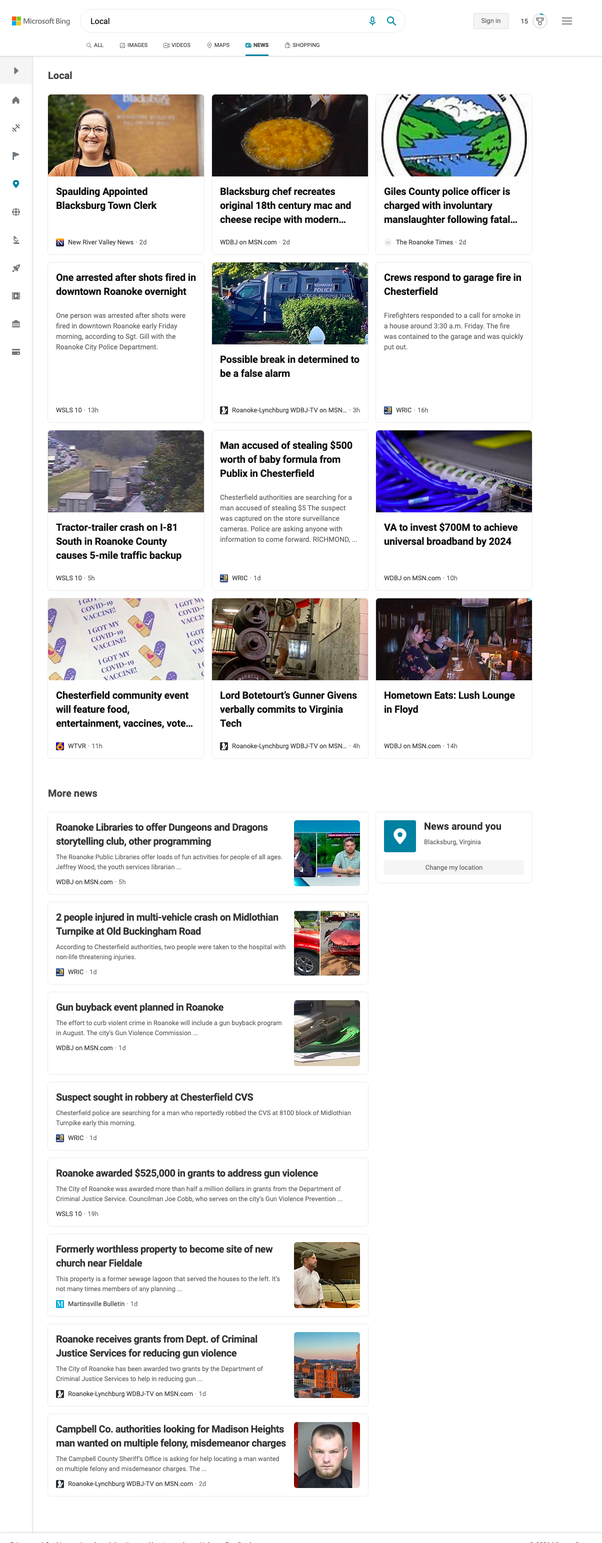 Microsoft Bing
Local
Sign in
15
ALL
IMAGES
VIDEOS
MAPS
NEWS
SHOPPING
Local
Blacksburg
Spaulding Appointed
Blacksburg Town Clerk
New River Valley News · 2d
Blacksburg chef recreates
original 18th century mac and
cheese recipe with modern...
WDBJ on MSN.com · 2d
Giles County police officer is
charged with involuntary
manslaughter following fatal...
The Roanoke Times · 2d
One arrested after shots fired in
downtown Roanoke overnight
One person was arrested after shots were
fired in downtown Roanoke early Friday
morning, according to Sgt. Gill with the
Roanoke City Police Department.
WSLS 10 · 13h
POLICE
Possible break in determined to
be a false alarm
Roanoke-Lynchburg WDBJ-TV on MSN... · 3h
Crews respond to garage fire in
Chesterfield
Firefighters responded to a call for smoke in
a house around 3:30 a.m. Friday. The fire
was contained to the garage and was quickly
put out.
WRIC · 16h
Tractor-trailer crash on I-81
South in Roanoke County
causes 5-mile traffic backup
WSLS 10 · 5h
Man accused of stealing $500
worth of baby formula from
Publix in Chesterfield
Chesterfield authorities are searching for a
man accused of stealing $5 The suspect
was captured on the store surveillance
cameras. Police are asking anyone with
information to come forward. RICHMOND, ...
WRIC · 1d
VA to invest $700M to achieve
universal broadband by 2024
WDBJ on MSN.com · 10h
I GOT MY
COVID-19
VACCINE!
I GOT MY
COVID-19
VACCINE!
I GOT MY
COVID-19
VACCINE!
Chesterfield community event
will feature food,
entertainment, vaccines, vote...
WTVR · 11h
Lord Botetourt's Gunner Givens
verbally commits to Virginia
Tech
Roanoke-Lynchburg WDBJ-TV on MSN... · 4h
Hometown Eats: Lush Lounge
in Floyd
WDBJ on MSN.com · 14h
More news
Roanoke Libraries to offer Dungeons and Dragons
storytelling club, other programming
The Roanoke Public Libraries offer loads of fun activities for people of all ages.
Jeffrey Wood, the youth services librarian ...
WDBJ on MSN.com · 5h
News around you
Blacksburg, Virginia
Change my location
2 people injured in multi-vehicle crash on Midlothian
Turnpike at Old Buckingham Road
According to Chesterfield authorities, two people were taken to the hospital with
non-life threatening injuries.
WRIC · 1d
Gun buyback event planned in Roanoke
The effort to curb violent crime in Roanoke will include a gun buyback program
in August. The city's Gun Violence Commission ...
WDBJ on MSN.com · 1d
Suspect sought in robbery at Chesterfield CVS
Chesterfield police are searching for a man who reportedly robbed the CVS at 8100 block of Midlothian
Turnpike early this morning.
WRIC · 1d
Roanoke awarded $525,000 in grants to address gun violence
The City of Roanoke was awarded more than half a million dollars in grants from the Department of
Criminal Justice Service. Councilman Joe Cobb, who serves on the city's Gun Violence Prevention ...
WSLS 10 · 19h
Formerly worthless property to become site of new
church near Fieldale
This property is a former sewage lagoon that served the houses to the left. It's
not many times members of any planning ...
Martinsville Bulletin · 1d
Roanoke receives grants from Dept. of Criminal
Justice Services for reducing gun violence
The City of Roanoke has been awarded two grants by the Department of
Criminal Justice Services to help in reducing gun ...
Roanoke-Lynchburg WDBJ-TV on MSN.com · 1d
Campbell Co. authorities looking for Madison Heights
man wanted on multiple felony, misdemeanor charges
The Campbell County Sheriff's Office is asking for help locating a man wanted
on multiple felony and misdemeanor charges. The ...
Roanoke-Lynchburg WDBJ-TV on MSN.com · 2d